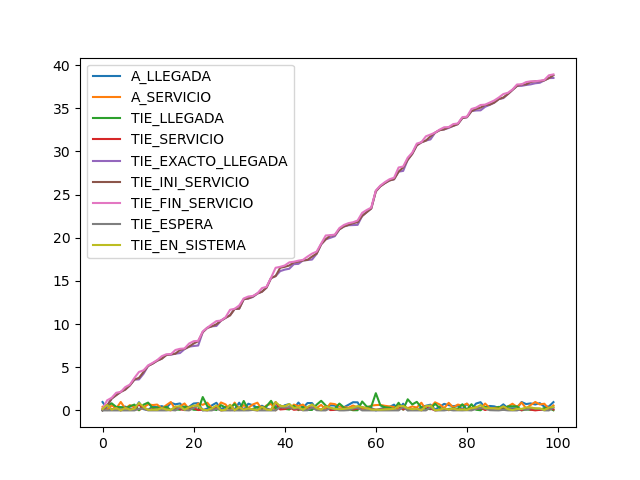 40
35
30
25
20
15
10
5
0
A_LLEGADA
A_SERVICIO
TIE_LLEGADA
TIE_SERVICIO
TIE_EXACTO_LLEGADA
TIE_INI_SERVICIO
TIE_FIN_SERVICIO
TIE_ESPERA
TIE_EN_SISTEMA
0 20 40 60 80 100